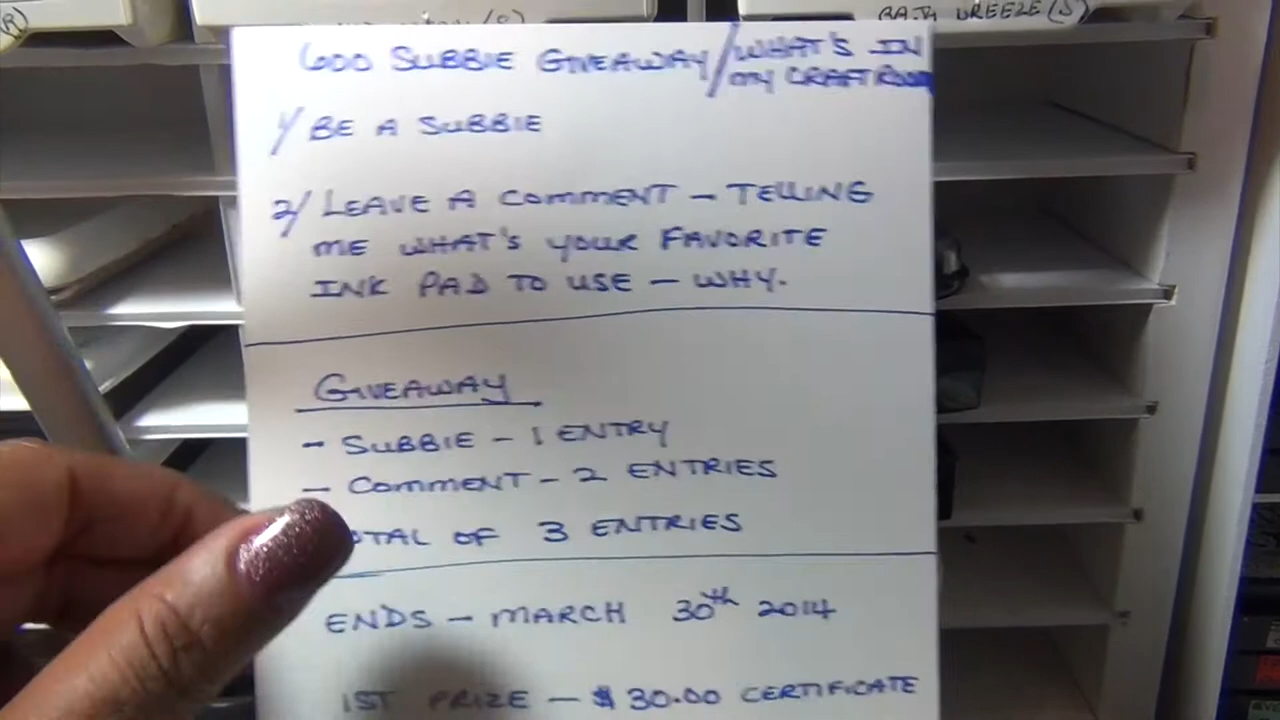 BATH BREEZE (S)
600 SUBBIE GIVEAWAY/WHAT'S IN
MY CRAFTROOM
1/ BE A SUBBIE
2/ LEAVE A COMMENT - TELLING
ME WHAT'S YOUR FAVORITE
INK PAD TO USE - WHY.
GIVEAWAY
- SUBBIE - 1 ENTRY
- COMMENT - 2 ENTRIES
OTAL OF 3 ENTRIES
ENDS - MARCH 30th 2014
1ST PRIZE - $30.00 CERTIFICATE